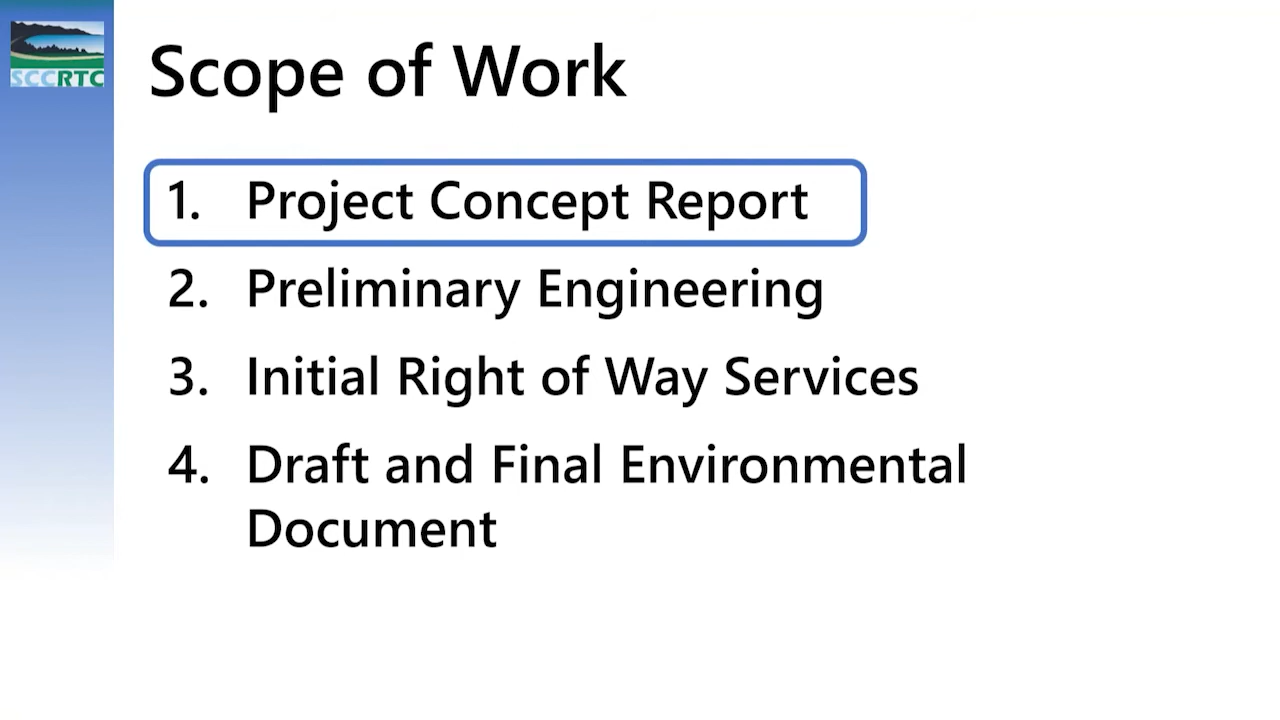 SCCRTC
Scope of Work
1. Project Concept Report
2. Preliminary Engineering
3. Initial Right of Way Services
4. Draft and Final Environmental
Document